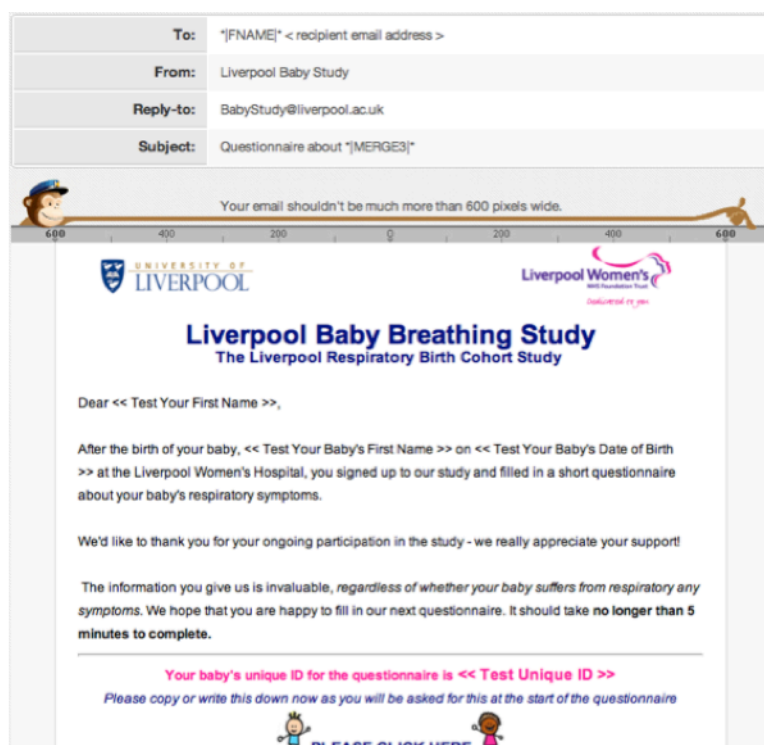 To: *|FNAME|* < recipient email address >
From: Liverpool Baby Study
Reply-to: BabyStudy@liverpool.ac.uk
Subject: Questionnaire about *|MERGE3|*
Your email shouldn't be much more than 600 pixels wide.
600 400 200 0 200 400 600
UNIVERSITY OF
LIVERPOOL
Liverpool Women's
NHS Foundation Trust
Dedicated to you
Liverpool Baby Breathing Study
The Liverpool Respiratory Birth Cohort Study
Dear << Test Your First Name >>,
After the birth of your baby, << Test Your Baby's First Name >> on << Test Your Baby's Date of Birth
>> at the Liverpool Women's Hospital, you signed up to our study and filled in a short questionnaire
about your baby's respiratory symptoms.
We'd like to thank you for your ongoing participation in the study - we really appreciate your support!
The information you give us is invaluable, regardless of whether your baby suffers from respiratory any
symptoms. We hope that you are happy to fill in our next questionnaire. It should take no longer than 5
minutes to complete.
Your baby's unique ID for the questionnaire is << Test Unique ID >>
Please copy or write this down now as you will be asked for this at the start of the questionnaire
PLEASE CLICK HERE